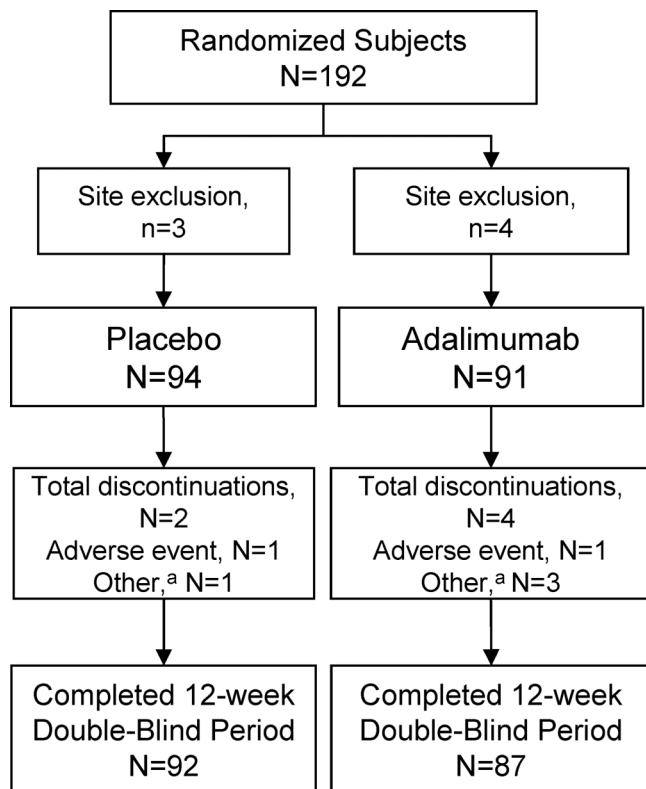 Randomized Subjects
N=192
Site exclusion,
n=3
Site exclusion,
n=4
Placebo
N=94
Adalimumab
N=91
Total discontinuations,
N=2
Adverse event, N=1
Other,ᵃ N=1
Total discontinuations,
N=4
Adverse event, N=1
Other,ᵃ N=3
Completed 12-week
Double-Blind Period
N=92
Completed 12-week
Double-Blind Period
N=87